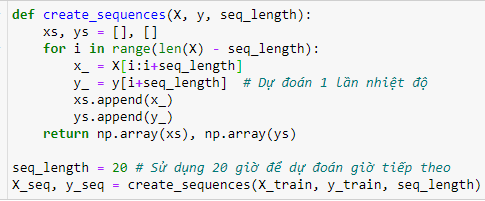 def create_sequences(X, y, seq_length):
    xs, ys = [], []
    for i in range(len(X) - seq_length):
        x_ = X[i:i+seq_length]
        y_ = y[i+seq_length]  # Dự đoán 1 lần nhiệt độ
        xs.append(x_)
        ys.append(y_)
    return np.array(xs), np.array(ys)

seq_length = 20 # Sử dụng 20 giờ để dự đoán giờ tiếp theo
X_seq, y_seq = create_sequences(X_train, y_train, seq_length)